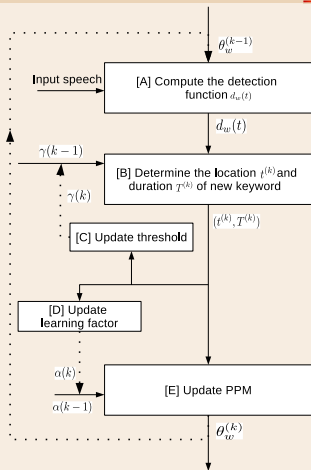 θ_w^{(k-1)}
Input speech
[A] Compute the detection
function d_w(t)
d_w(t)
γ(k-1)
[B] Determine the location t^{(k)} and
duration T^{(k)} of new keyword
γ(k)
(t^{(k)}, T^{(k)})
[C] Update threshold
[D] Update
learning factor
α(k)
[E] Update PPM
α(k-1)
θ_w^{(k)}